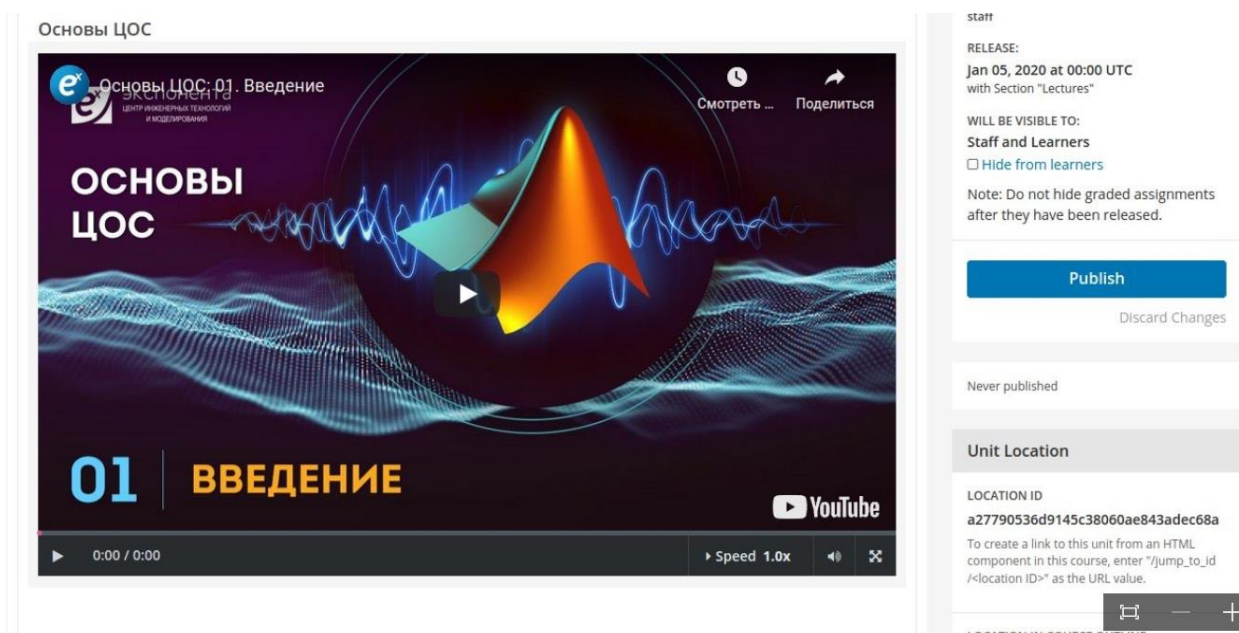 Основы ЦОС
Основы ЦОС: 01. Введение
экспонента
ЦЕНТР ИНЖЕНЕРНЫХ ТЕХНОЛОГИЙ
И МОДЕЛИРОВАНИЯ
Смотреть ...
Поделиться
ОСНОВЫ
ЦОС
01
ВВЕДЕНИЕ
YouTube
0:00 / 0:00
Speed 1.0x
staff
RELEASE:
Jan 05, 2020 at 00:00 UTC
with Section "Lectures"
WILL BE VISIBLE TO:
Staff and Learners
Hide from learners
Note: Do not hide graded assignments
after they have been released.
Publish
Discard Changes
Never published
Unit Location
LOCATION ID
a27790536d9145c38060ae843adec68a
To create a link to this unit from an HTML
component in this course, enter "/jump_to_id
/<location ID>" as the URL value.